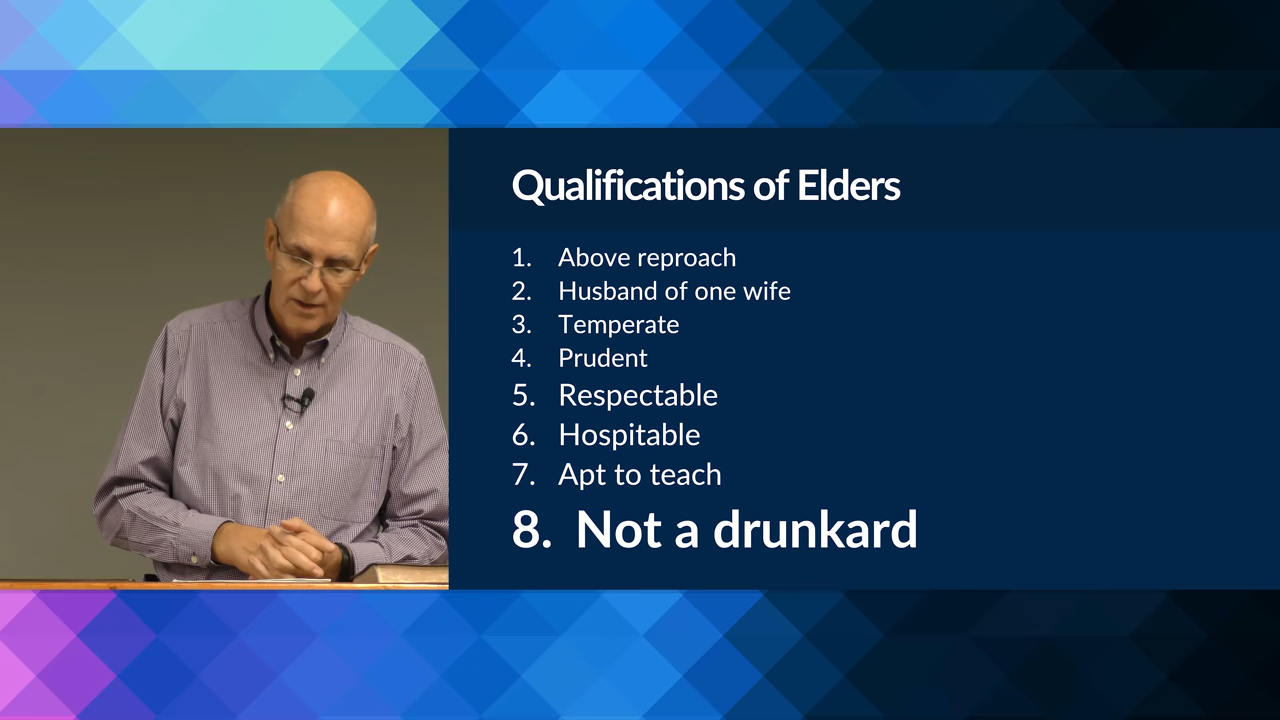 Qualifications of Elders
1. Above reproach
2. Husband of one wife
3. Temperate
4. Prudent
5. Respectable
6. Hospitable
7. Apt to teach
8. Not a drunkard